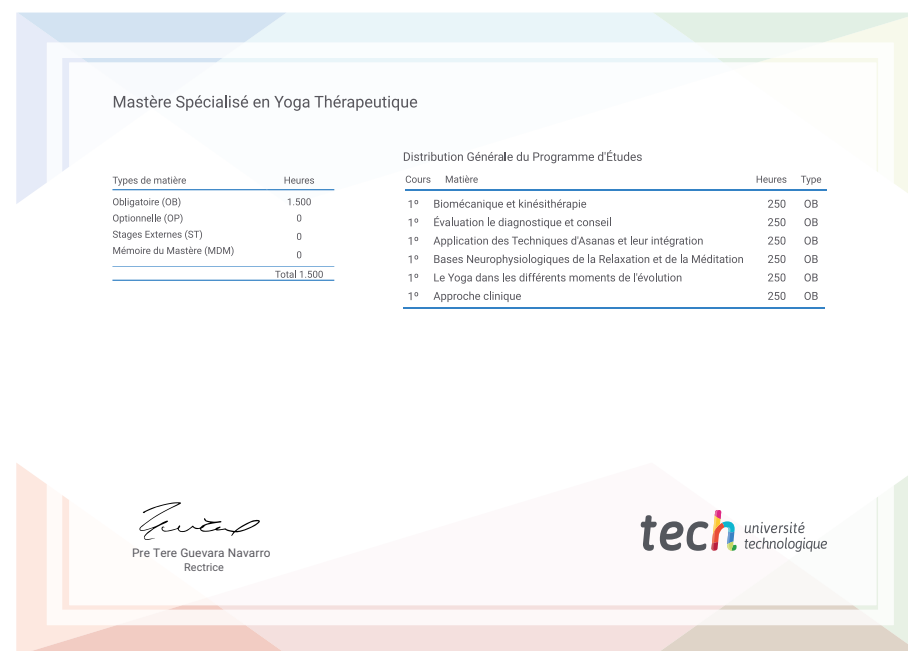 Mastère Spécialisé en Yoga Thérapeutique
Types de matière Heures
Obligatoire (OB) 1.500
Optionnelle (OP) 0
Stages Externes (ST) 0
Mémoire du Mastère (MDM) 0
Total 1.500
Distribution Générale du Programme d'Études
Cours Matière Heures Type
1º Biomécanique et kinésithérapie 250 OB
1º Évaluation le diagnostique et conseil 250 OB
1º Application des Techniques d'Asanas et leur intégration 250 OB
1º Bases Neurophysiologiques de la Relaxation et de la Méditation 250 OB
1º Le Yoga dans les différents moments de l'évolution 250 OB
1º Approche clinique 250 OB
Pre Tere Guevara Navarro
Rectrice
tech université
technologique